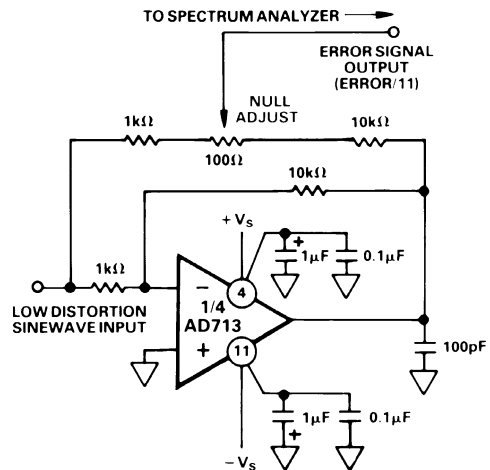 TO SPECTRUM ANALYZER
ERROR SIGNAL
OUTPUT
(ERROR/11)
NULL
ADJUST
1kΩ
100Ω
10kΩ
10kΩ
+VS
+
1μF
0.1μF
1kΩ
LOW DISTORTION
SINEWAVE INPUT
−
4
1/4
AD713
+
11
100pF
1μF
+
0.1μF
−VS